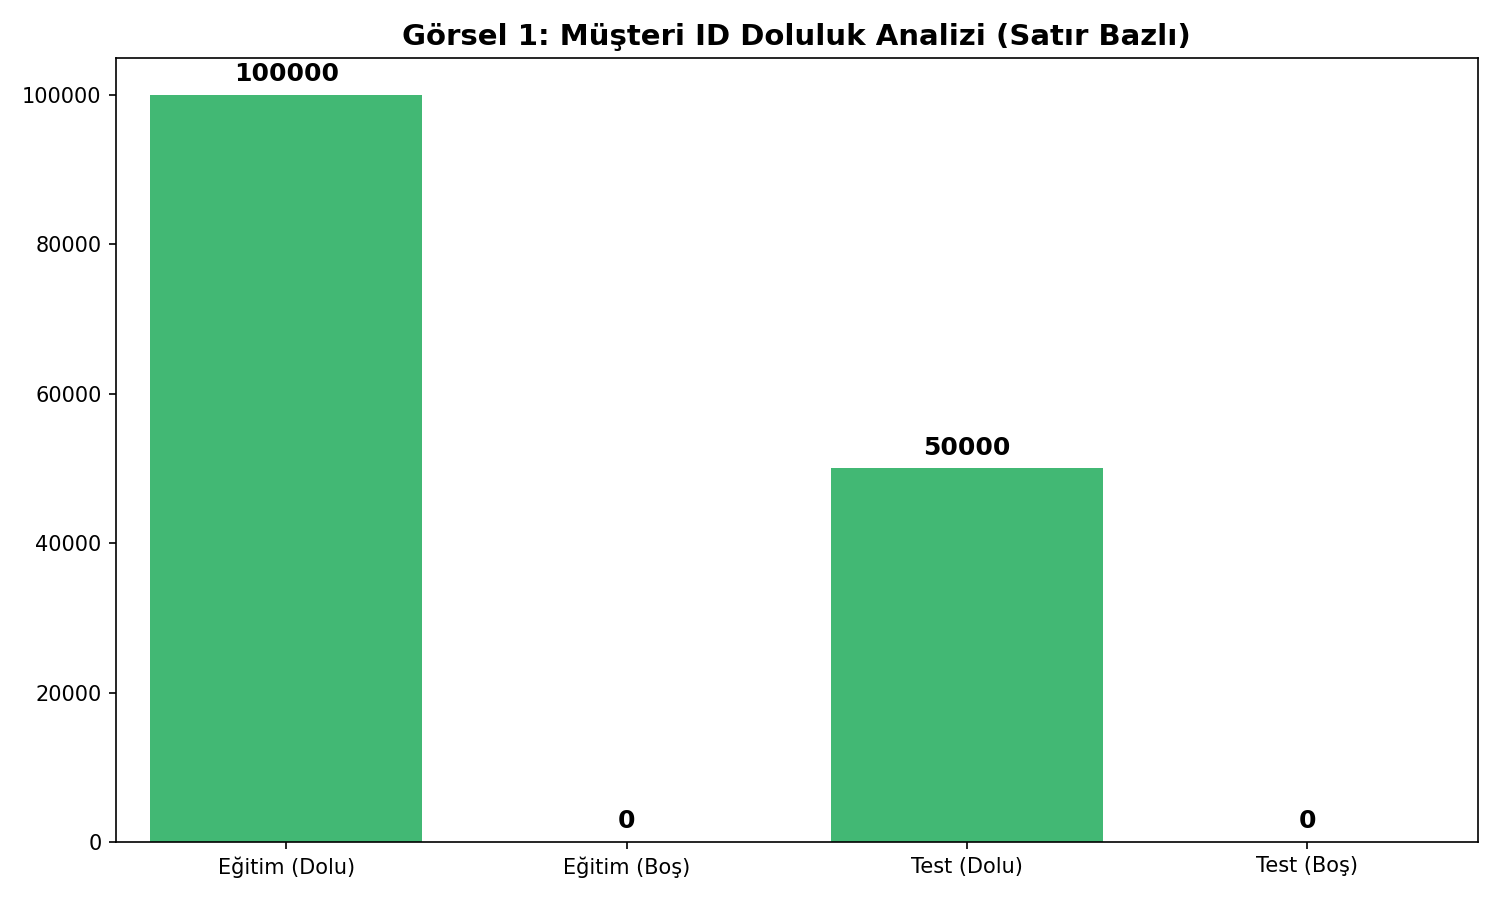 Görsel 1: Müşteri ID Doluluk Analizi (Satır Bazlı)
100000
100000
80000
60000
50000
40000
20000
0
0
0
Eğitim (Dolu)
Eğitim (Boş)
Test (Dolu)
Test (Boş)